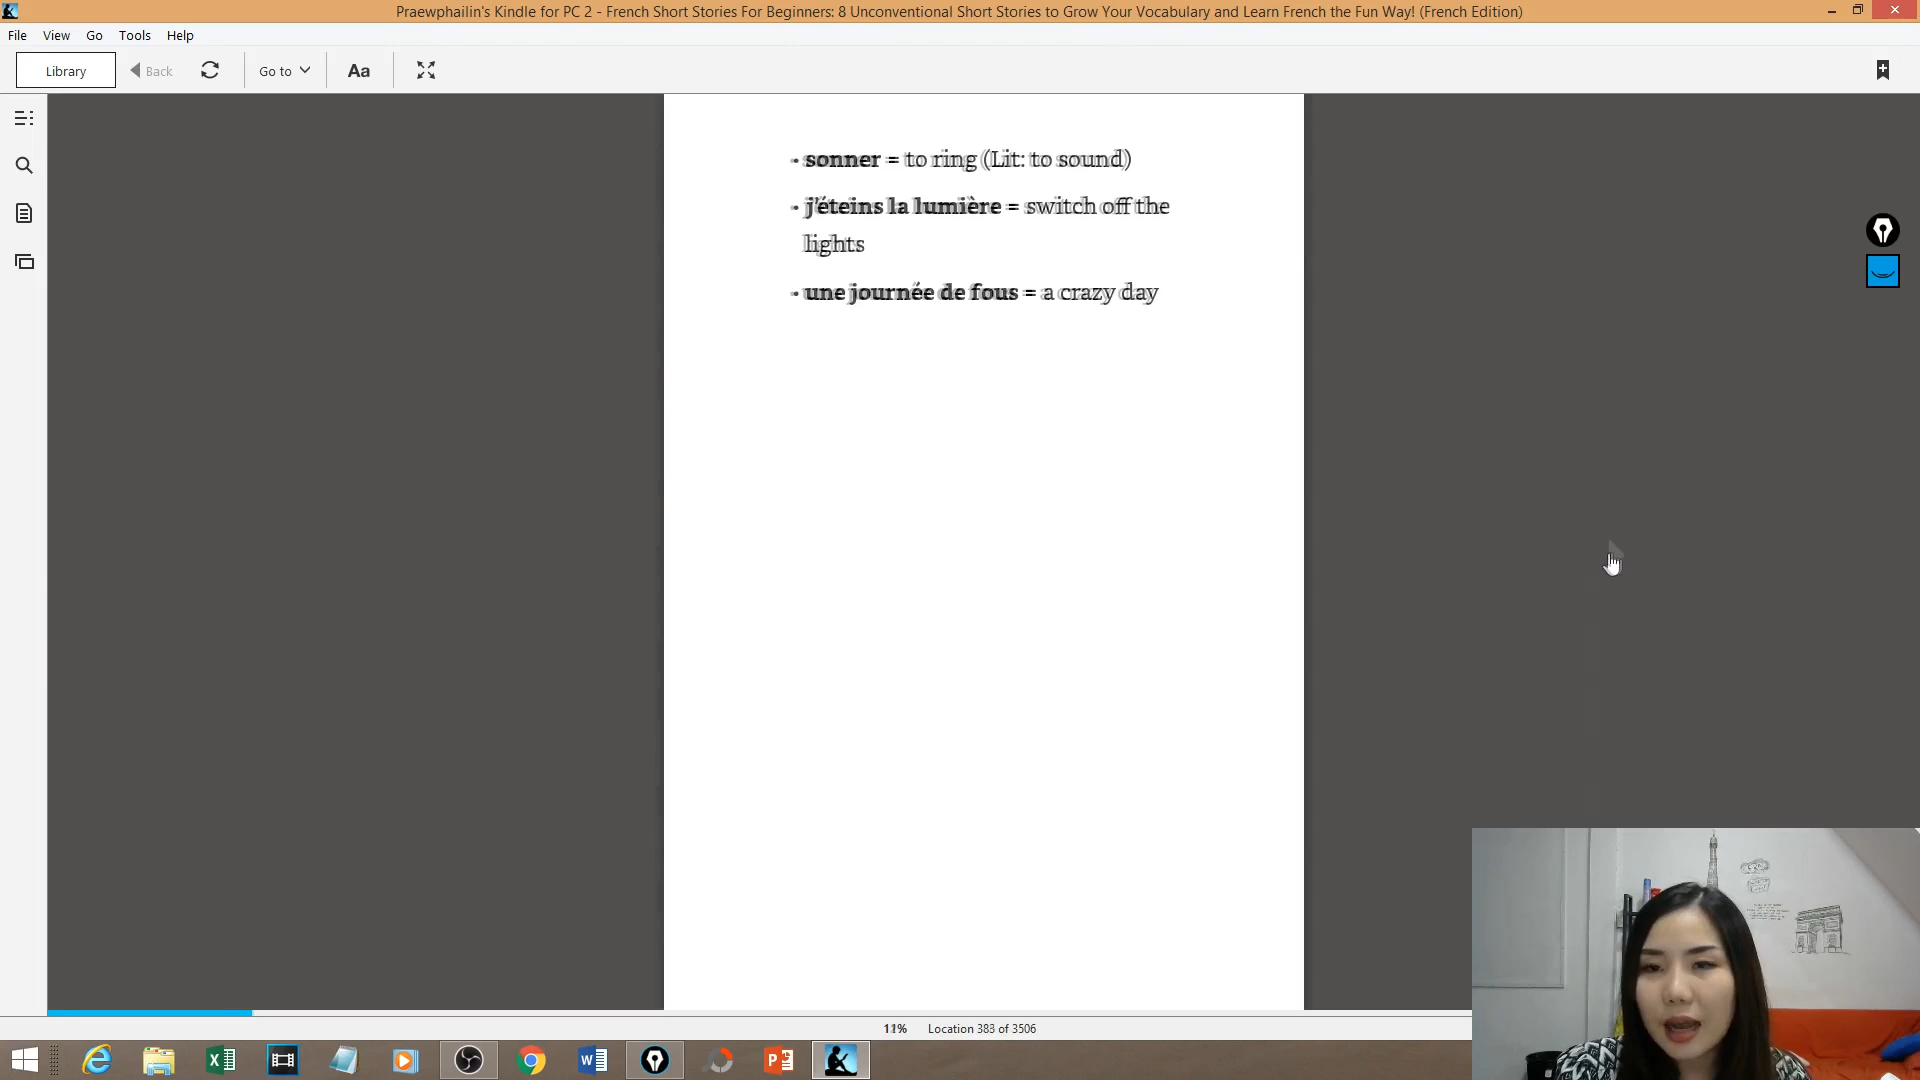 Praewphailin's Kindle for PC 2 - French Short Stories For Beginners: 8 Unconventional Short Stories to Grow Your Vocabulary and Learn French the Fun Way! (French Edition)
File View Go Tools Help
Library Back Go to Aa
• sonner = to ring (Lit: to sound)
• j'éteins la lumière = switch off the
lights
• une journée de fous = a crazy day
11% Location 383 of 3506